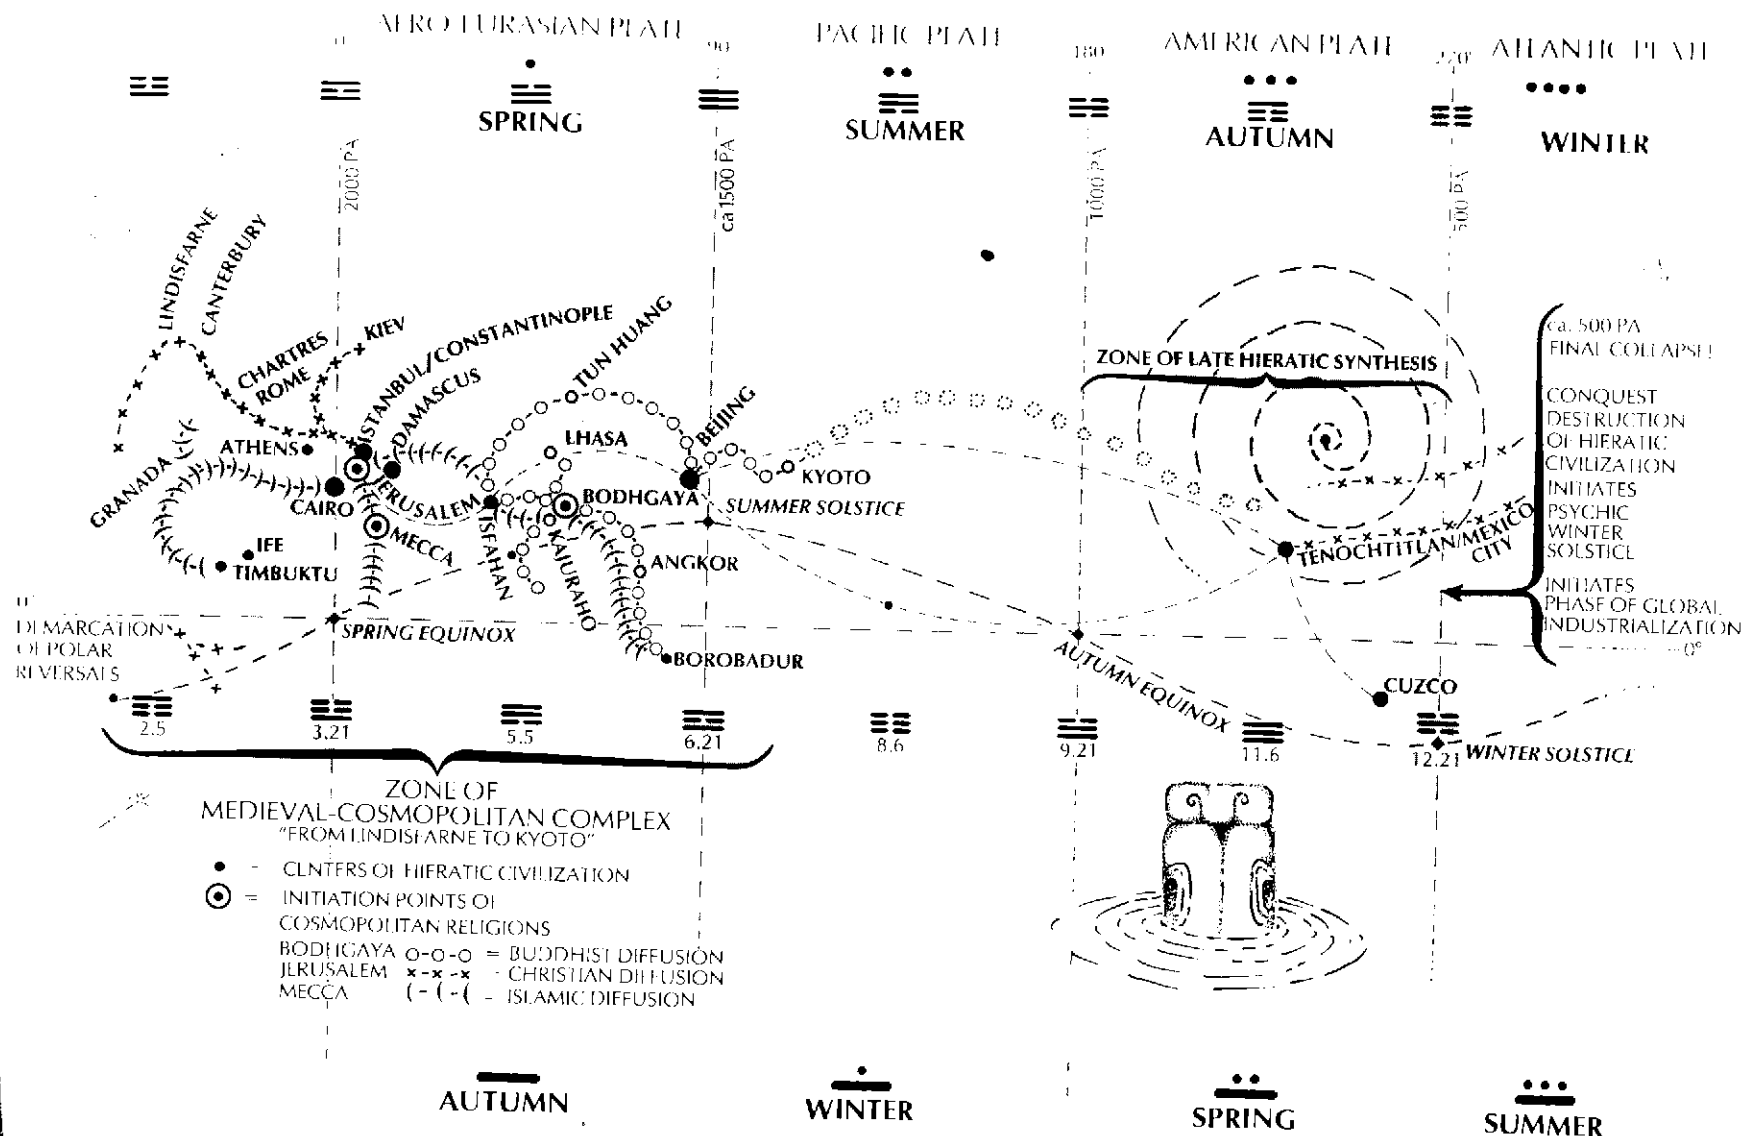 AFRO EURASIAN PLATE
PACIFIC PLATE
AMERICAN PLATE
ATLANTIC PLATE
90
180
270°
SPRING
SUMMER
AUTUMN
WINTER
2000 PA
ca 1500 PA
1000 PA
500 PA
LINDISFARNE
CANTERBURY
CHARTRES
ROME
KIEV
ISTANBUL/CONSTANTINOPLE
DAMASCUS
TUN HUANG
LHASA
BEIJING
KYOTO
ATHENS
GRANADA
CAIRO
JERUSALEM
BODHGAYA
SUMMER SOLSTICE
MECCA
ISFAHAN
KAJURAHO
ANGKOR
IFE
TIMBUKTU
SPRING EQUINOX
BOROBADUR
ZONE OF LATE HIERATIC SYNTHESIS
TENOCHTITLAN/MEXICO
CITY
CUZCO
AUTUMN EQUINOX
WINTER SOLSTICE
ca. 500 PA
FINAL COLLAPSE!
CONQUEST
DESTRUCTION
OF HIERATIC
CIVILIZATION
INITIATES
PSYCHIC
WINTER
SOLSTICE
INITIATES
PHASE OF GLOBAL
INDUSTRIALIZATION
0°
DEMARCATION
OF POLAR
REVERSALS
2.5
3.21
5.5
6.21
8.6
9.21
11.6
12.21
ZONE OF
MEDIEVAL-COSMOPOLITAN COMPLEX
"FROM LINDISFARNE TO KYOTO"
- CENTERS OF HIERATIC CIVILIZATION
= INITIATION POINTS OF
COSMOPOLITAN RELIGIONS
BODHGAYA o-o-o = BUDDHIST DIFFUSION
JERUSALEM x-x-x - CHRISTIAN DIFFUSION
MECCA (-(-( - ISLAMIC DIFFUSION
AUTUMN
WINTER
SPRING
SUMMER